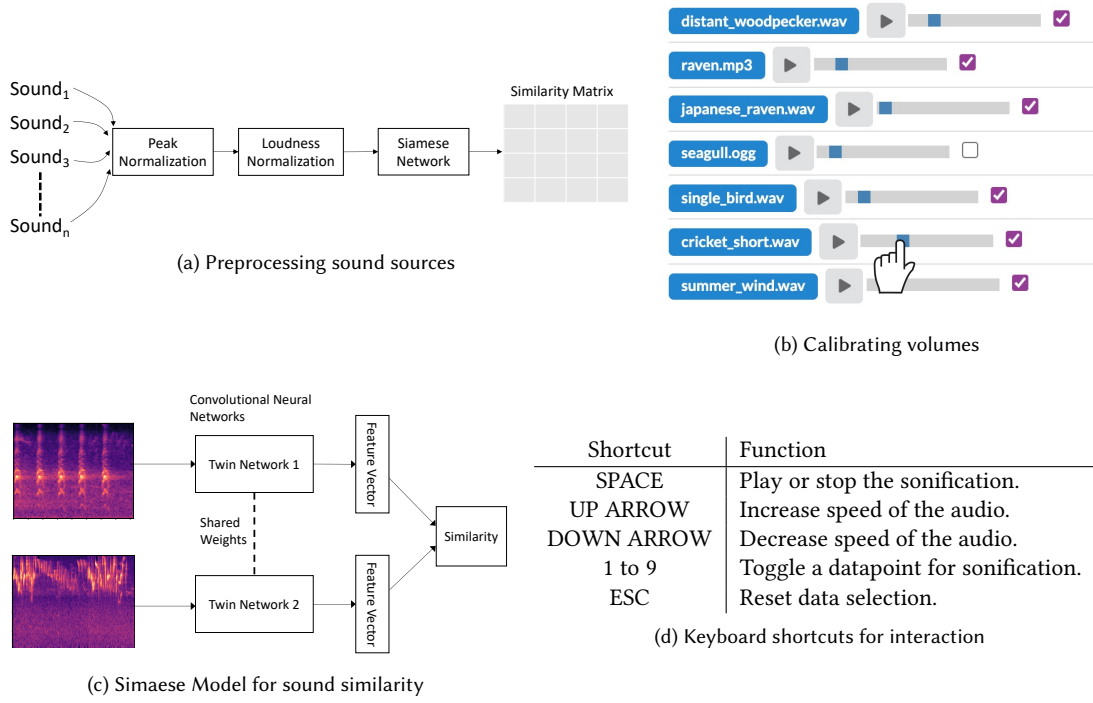 Sound1
Sound2
Sound3
Soundn
Peak
Normalization
Loudness
Normalization
Siamese
Network
Similarity Matrix
(a) Preprocessing sound sources
distant_woodpecker.wav
raven.mp3
japanese_raven.wav
seagull.ogg
single_bird.wav
cricket_short.wav
summer_wind.wav
(b) Calibrating volumes
Convolutional Neural
Networks
Twin Network 1
Feature Vector
Shared
Weights
Similarity
Twin Network 2
Feature Vector
(c) Simaese Model for sound similarity
Shortcut Function
SPACE Play or stop the sonification.
UP ARROW Increase speed of the audio.
DOWN ARROW Decrease speed of the audio.
1 to 9 Toggle a datapoint for sonification.
ESC Reset data selection.
(d) Keyboard shortcuts for interaction